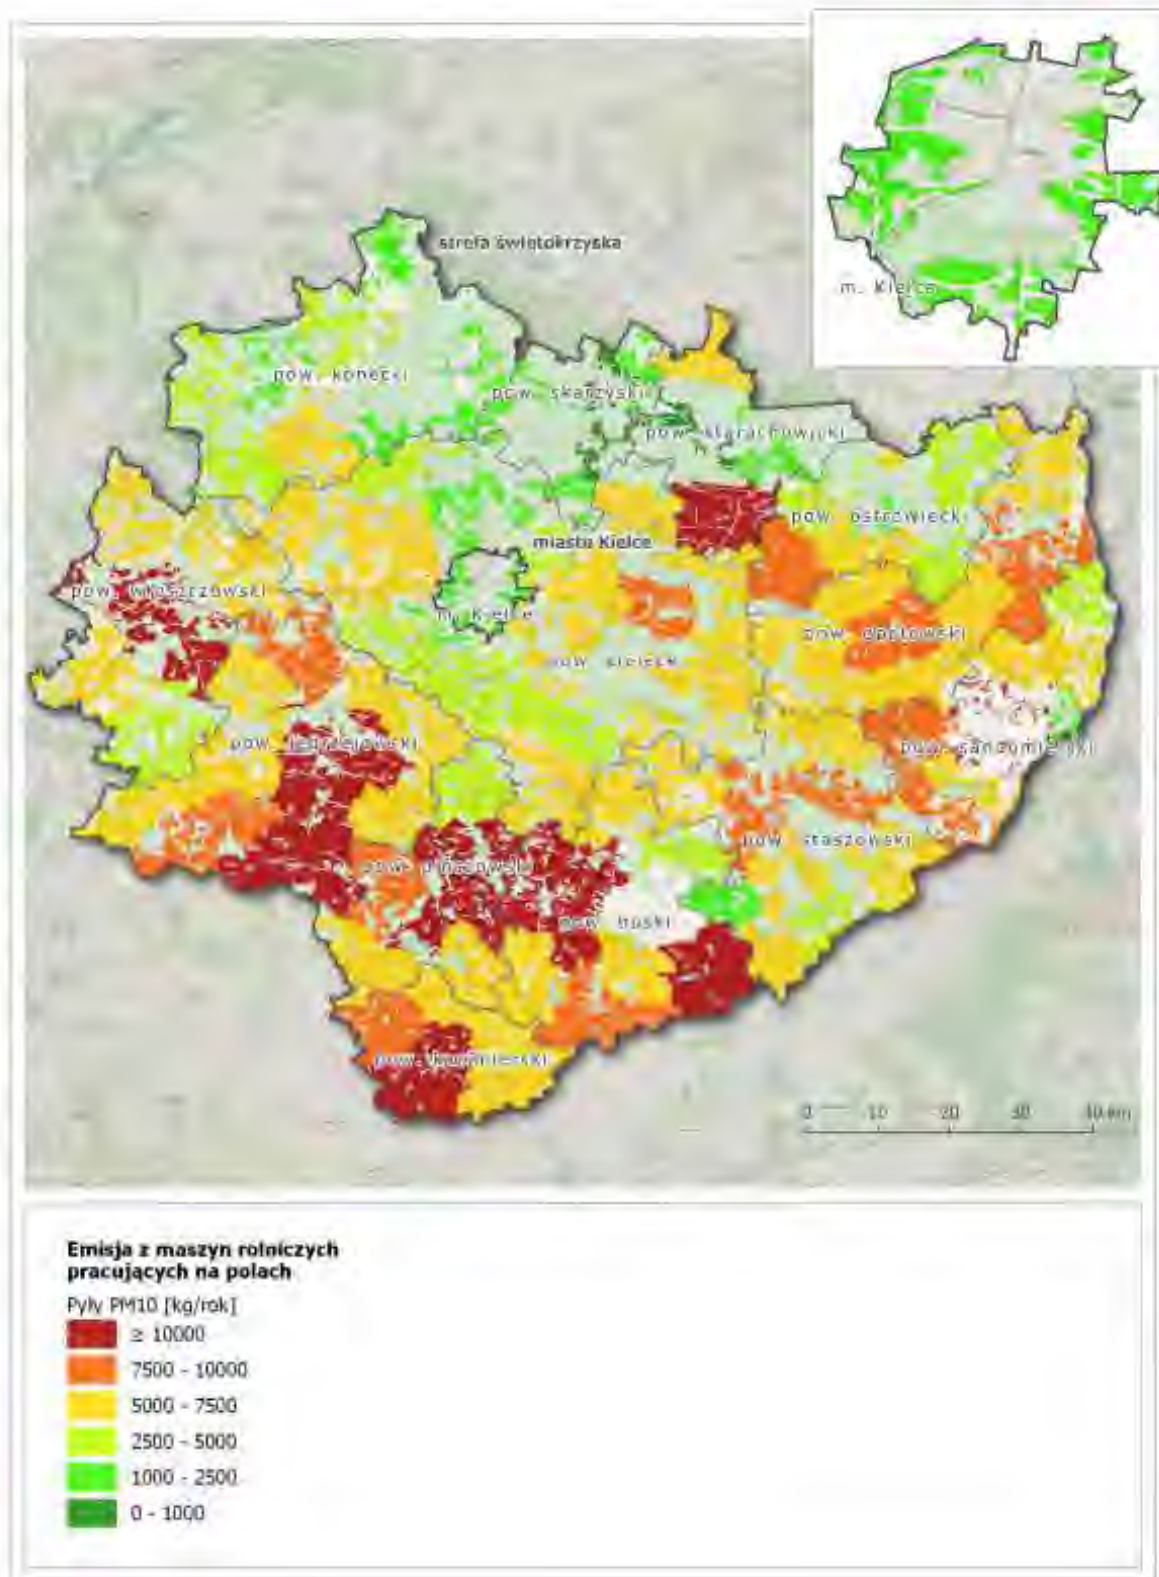 strefa świętokrzyska
m. Kielce
pow. konecki
pow. skarżyski
pow. starachowicki
pow. ostrowiecki
miasto Kielce
pow. włoszczowski
m. Kielce
pow. opatowski
pow. kielecki
pow. jędrzejowski
pow. sandomierski
pow. staszowski
pow. pińczowski
pow. buski
pow. kazimierski
0 10 20 30 40 km
Emisja z maszyn rolniczych
pracujących na polach
Pyły PM10 [kg/rok]
≥ 10000
7500 - 10000
5000 - 7500
2500 - 5000
1000 - 2500
0 - 1000